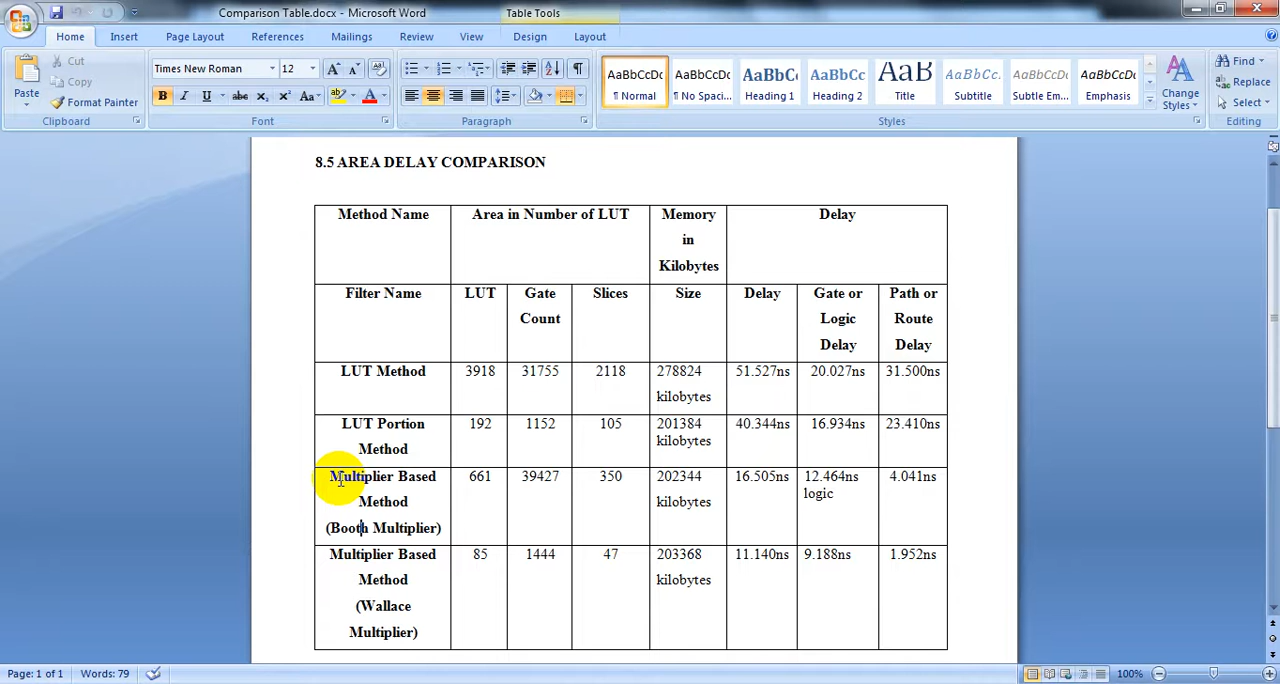 Comparison Table.docx - Microsoft Word
Table Tools
Home Insert Page Layout References Mailings Review View Design Layout
Paste
Cut
Copy
Format Painter
Clipboard
Times New Roman 12
B I U abc X₂ X² Aa ab A
Font
Paragraph
AaBbCcDc AaBbCcDc AaBbCc AaBbCc AaB AaBbCc. AaBbCcDc AaBbCcDc
¶ Normal ¶ No Spaci... Heading 1 Heading 2 Title Subtitle Subtle Em... Emphasis
Change
Styles
Styles
Find
Replace
Select
Editing
8.5 AREA DELAY COMPARISON
Method Name Area in Number of LUT Memory in Kilobytes Delay
Filter Name LUT Gate Count Slices Size Delay Gate or Logic Delay Path or Route Delay
LUT Method 3918 31755 2118 278824 kilobytes 51.527ns 20.027ns 31.500ns
LUT Portion Method 192 1152 105 201384 kilobytes 40.344ns 16.934ns 23.410ns
Multiplier Based Method (Booth Multiplier) 661 39427 350 202344 kilobytes 16.505ns 12.464ns logic 4.041ns
Multiplier Based Method (Wallace Multiplier) 85 1444 47 203368 kilobytes 11.140ns 9.188ns 1.952ns
Page: 1 of 1 Words: 79 100%